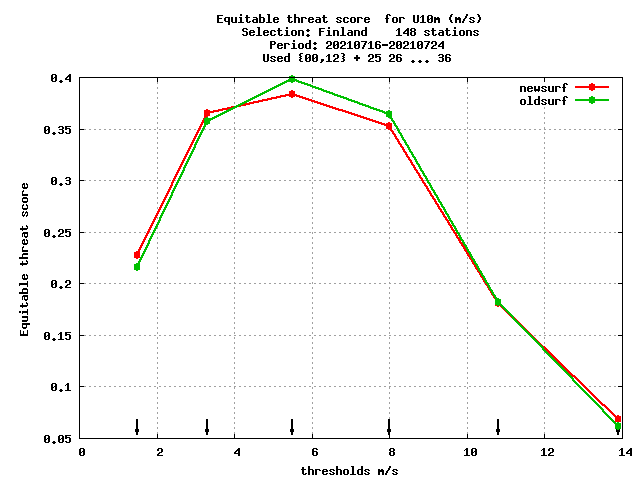 Equitable threat score  for U10m (m/s)
Selection: Finland    148 stations
Period: 20210716-20210724
Used {00,12} + 25 26 ... 36
newsurf
oldsurf
Equitable threat score
0.4
0.35
0.3
0.25
0.2
0.15
0.1
0.05
0 2 4 6 8 10 12 14
thresholds m/s